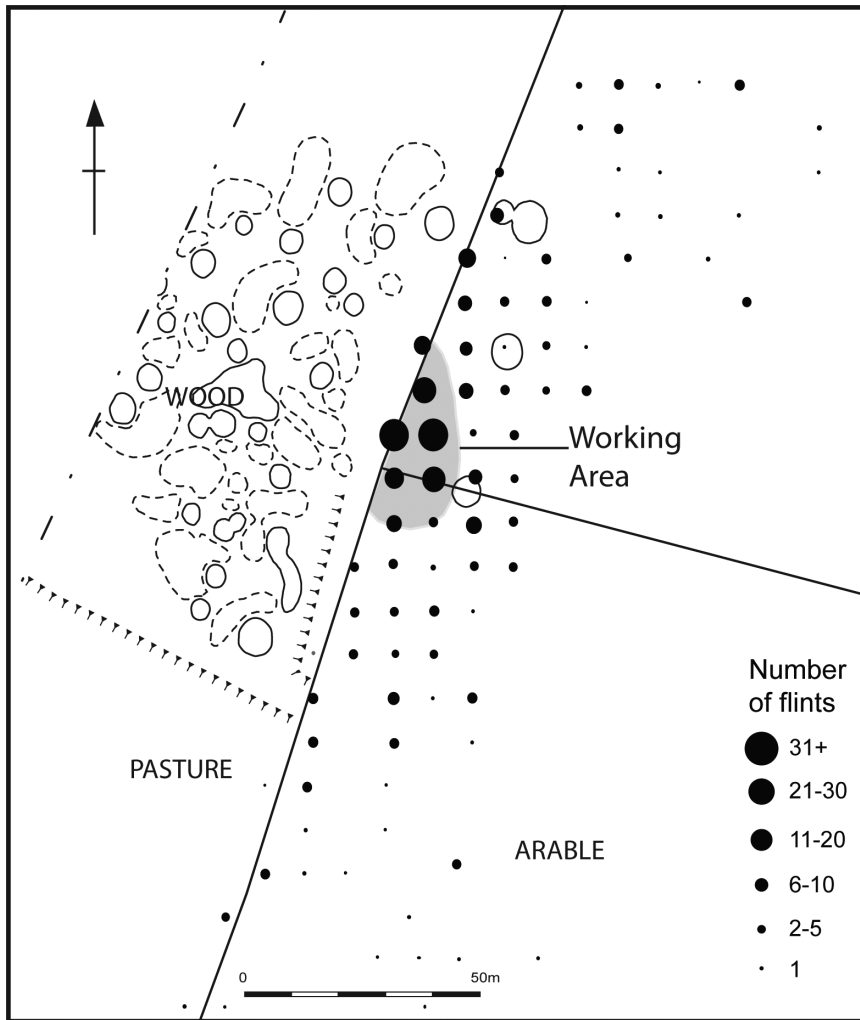 WOOD
Working
Area
Number
of flints
31+
21-30
11-20
6-10
2-5
1
PASTURE
ARABLE
0
50m